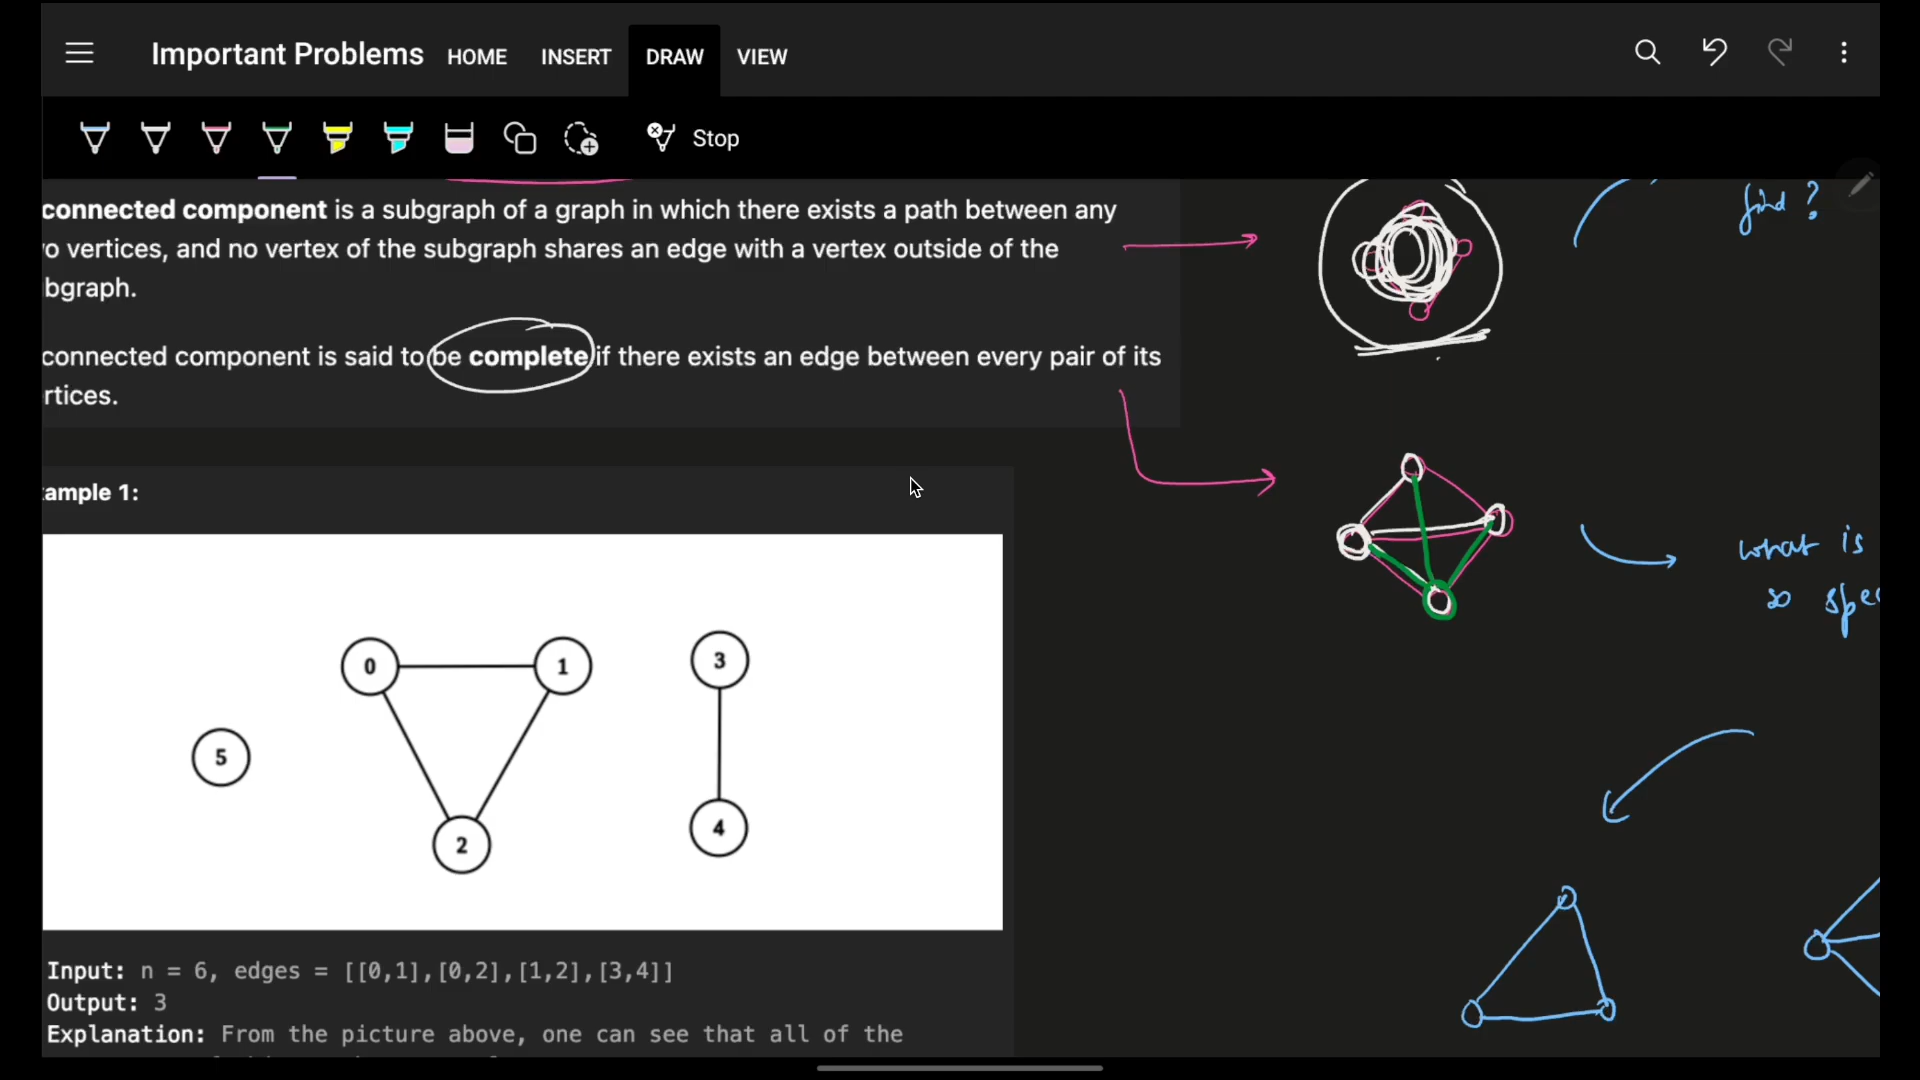 Important Problems HOME INSERT DRAW VIEW
Stop
connected component is a subgraph of a graph in which there exists a path between any
o vertices, and no vertex of the subgraph shares an edge with a vertex outside of the
bgraph.
connected component is said to be complete if there exists an edge between every pair of its
rtices.
ample 1:
0
1
2
3
4
5
Input: n = 6, edges = [[0,1],[0,2],[1,2],[3,4]]
Output: 3
Explanation: From the picture above, one can see that all of the
find ?
what is
so spe